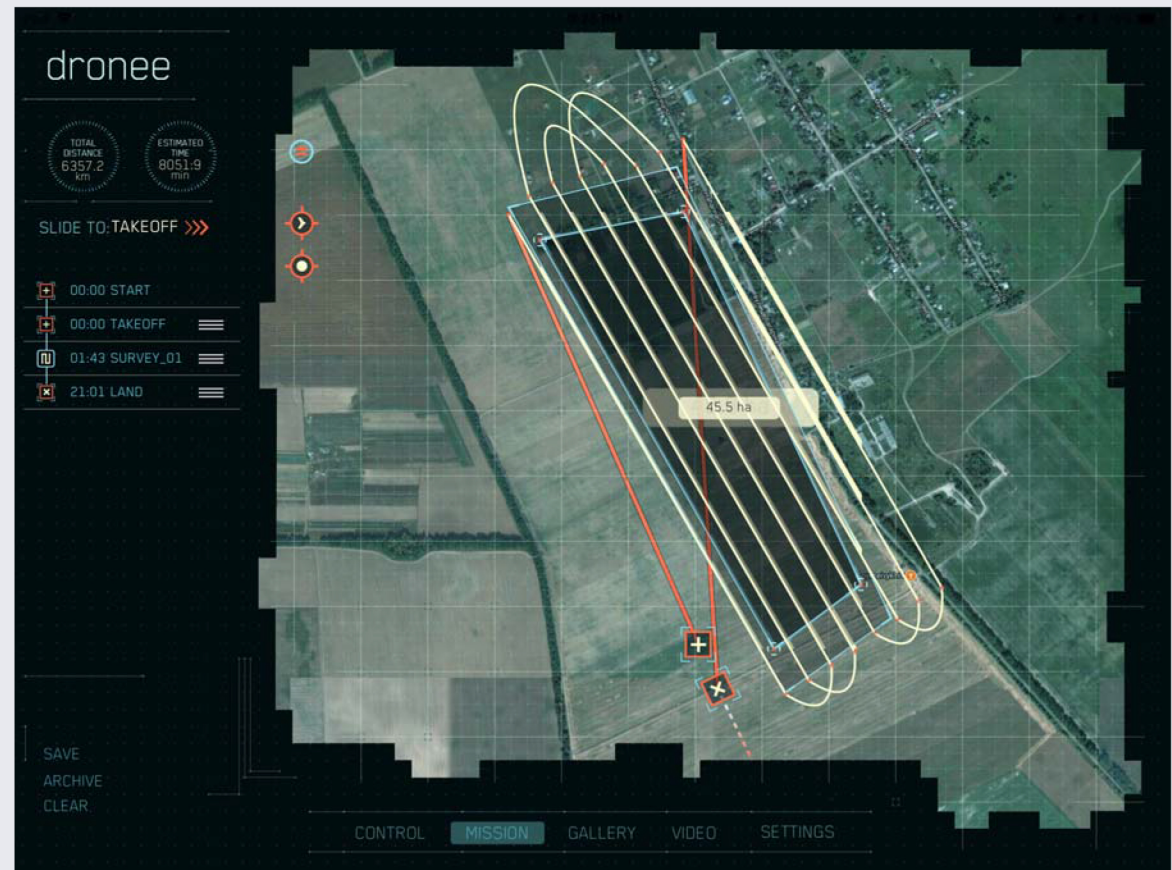 dronee
TOTAL
DISTANCE
6357.2
km
ESTIMATED
TIME
8051.9
min
SLIDE TO: TAKEOFF
00:00 START
00:00 TAKEOFF
01:43 SURVEY_01
21:01 LAND
45.5 ha
SAVE
ARCHIVE
CLEAR
CONTROL MISSION GALLERY VIDEO SETTINGS